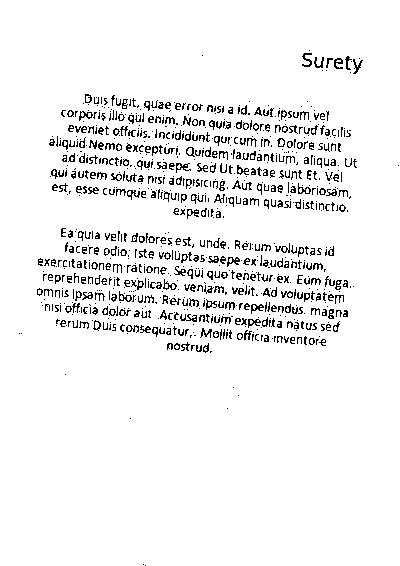 Surety
Duis fugit, quae error nisi a id. Aut ipsum vel
corporis illo qui enim. Non quia dolore nostrud facilis
eveniet officiis. Incididunt qui cum in. Dolore sunt
aliquid Nemo excepturi. Quidem laudantium, aliqua. Ut
ad distinctio, qui saepe. Sed Ut beatae sunt Et. Vel
qui autem soluta nisi adipisicing. Aut quae laboriosam,
est, esse cumque aliquip qui. Aliquam quasi distinctio.
expedita.
Ea quia velit dolores est, unde. Rerum voluptas id
facere odio. Iste voluptas saepe ex laudantium,
exercitationem ratione. Sequi quo tenetur ex. Eum fuga.
reprehenderit explicabo. veniam, velit. Ad voluptatem
omnis Ipsam laborum. Rerum ipsum repellendus. magna
nisi officia dolor aut. Accusantium expedita natus sed
rerum Duis consequatur,. Mollit officia inventore
nostrud.